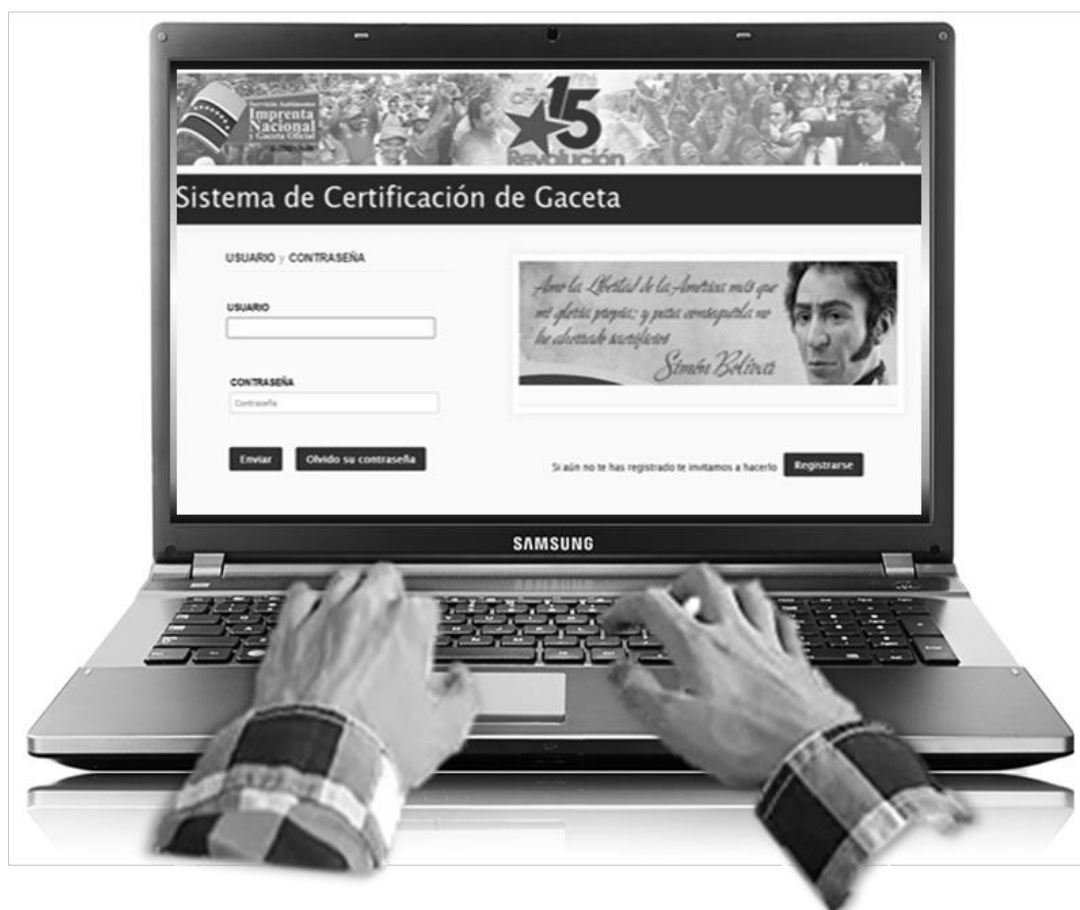 Servicio Autónomo
Imprenta
Nacional
y Gaceta Oficial
15
Revolución
Sistema de Certificación de Gaceta
USUARIO y CONTRASEÑA
USUARIO
CONTRASEÑA
Contraseña
Enviar
Olvido su contraseña
Amo la Libertad de la América más que
mi gloria propia; y para conseguirla no
he ahorrado sacrificios
Simón Bolívar
Si aún no te has registrado te invitamos a hacerlo
Registrarse
SAMSUNG